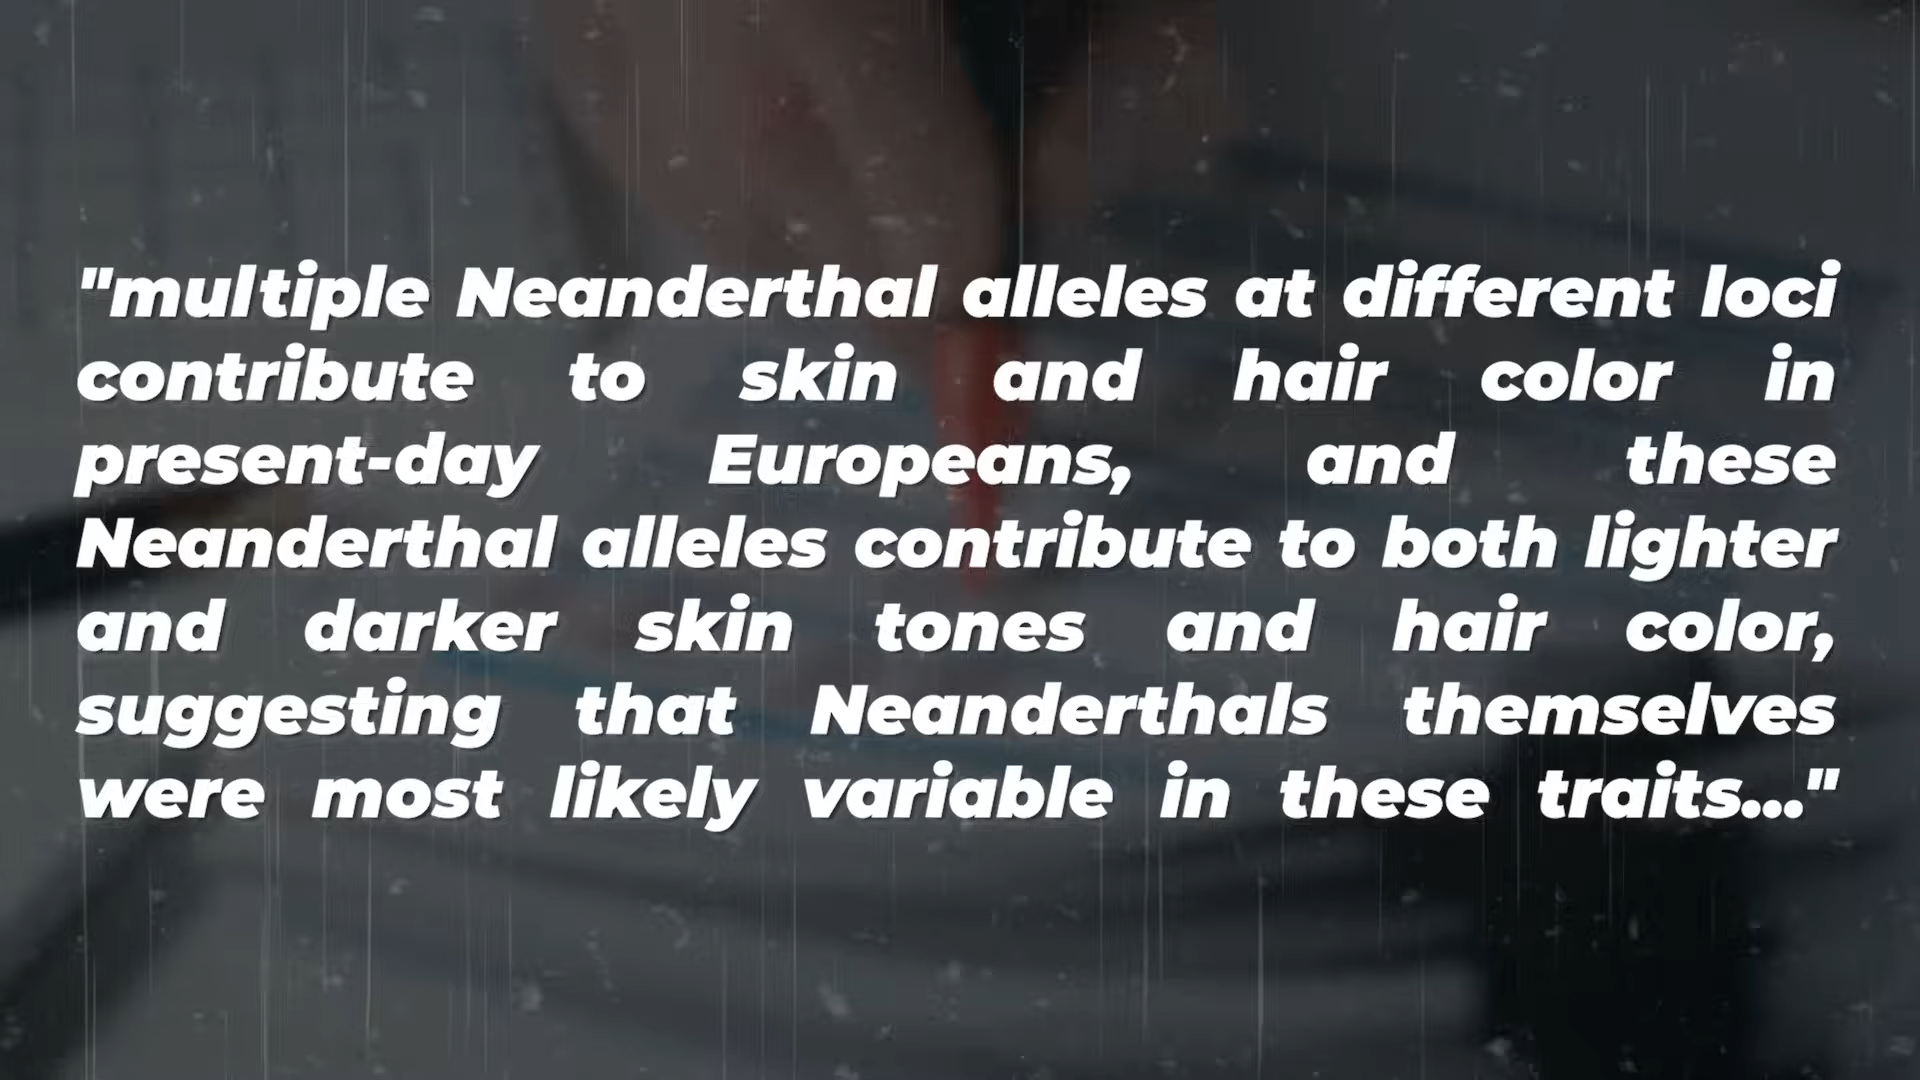 "multiple Neanderthal alleles at different loci
contribute to skin and hair color in
present-day Europeans, and these
Neanderthal alleles contribute to both lighter
and darker skin tones and hair color,
suggesting that Neanderthals themselves
were most likely variable in these traits..."